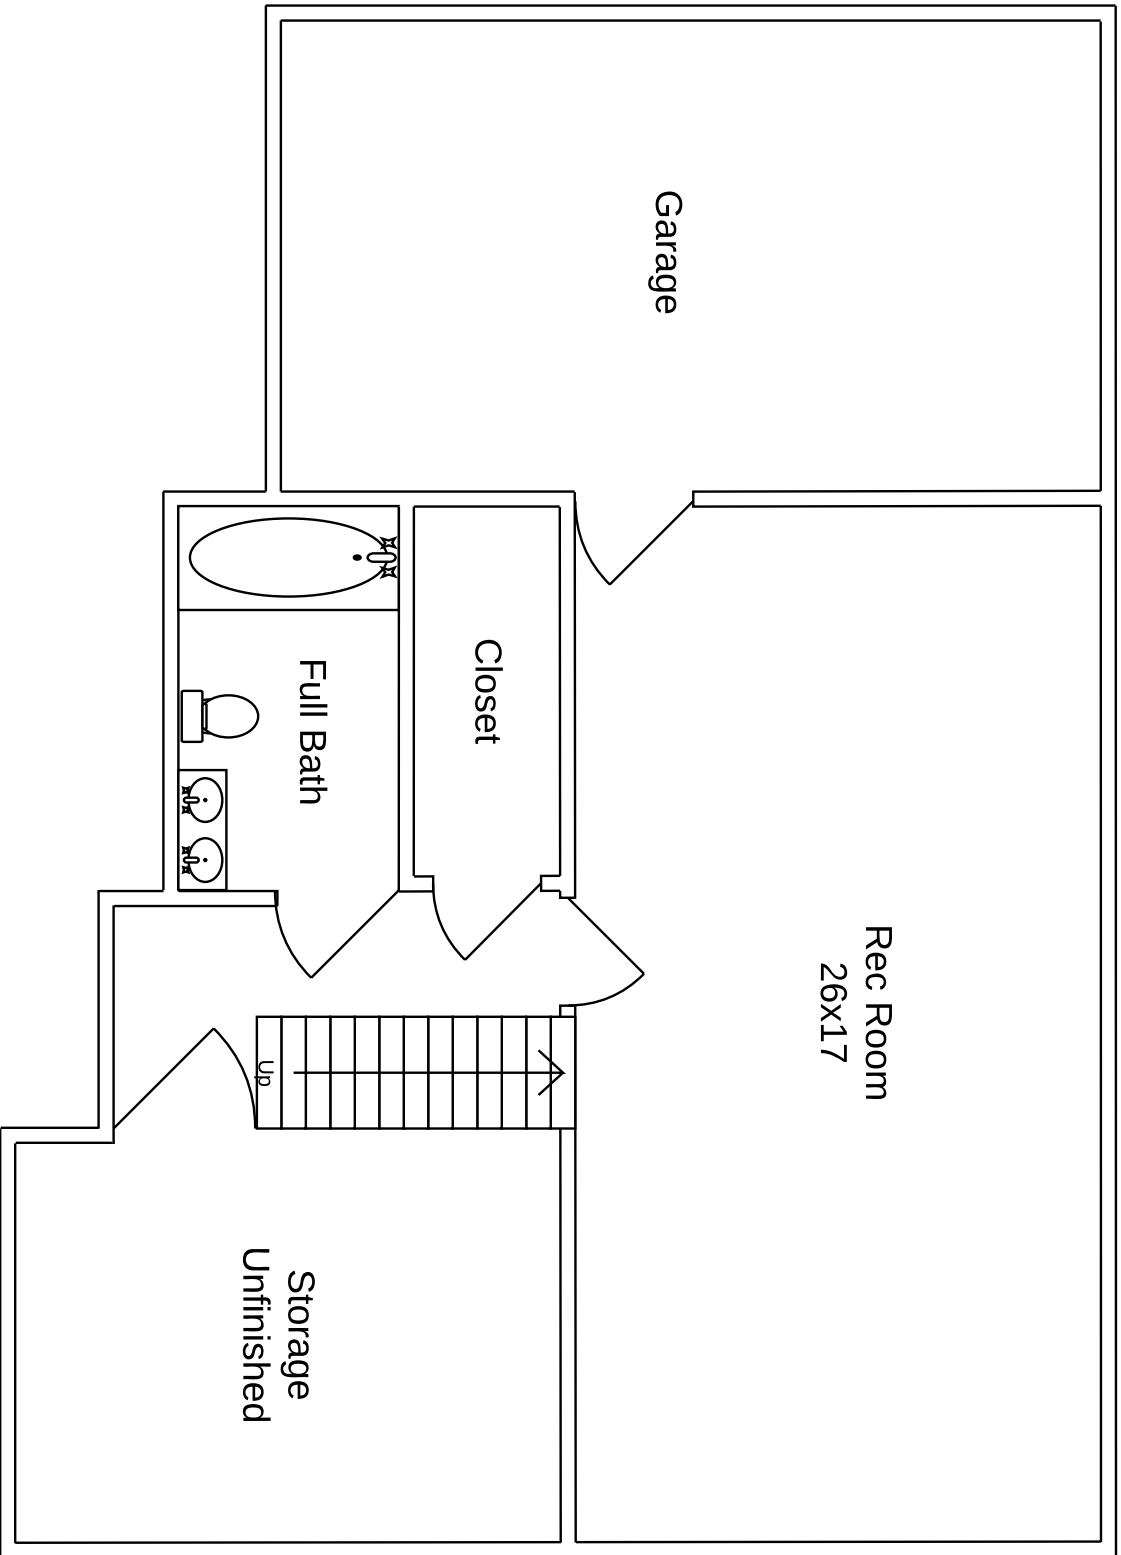 Garage
Closet
Full Bath
Rec Room
26x17
Up
Storage
Unfinished